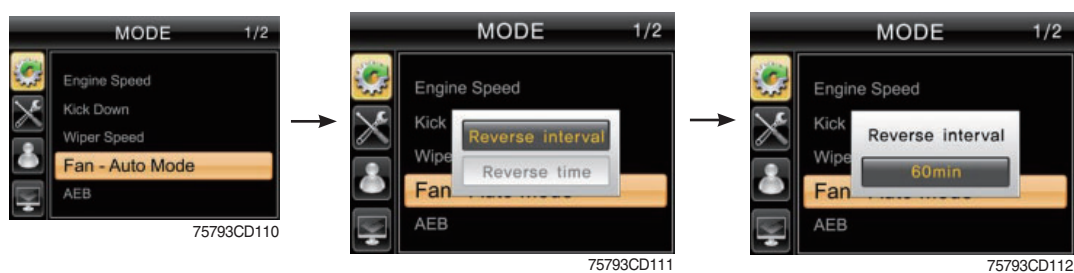 MODE 1/2
Engine Speed
Kick Down
Wiper Speed
Fan - Auto Mode
AEB
75793CD110
MODE 1/2
Engine Speed
Kick
Wipe
Reverse interval
Reverse time
Fan
AEB
75793CD111
MODE 1/2
Engine Speed
Kick
Wipe
Reverse interval
60min
Fan
AEB
75793CD112